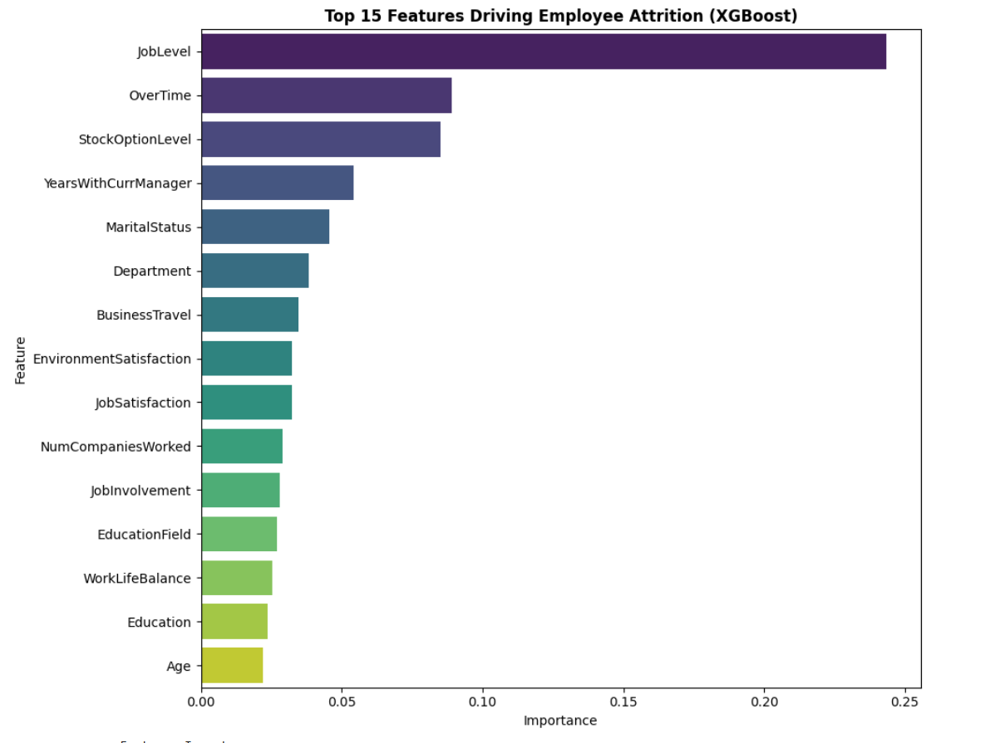 Top 15 Features Driving Employee Attrition (XGBoost)
JobLevel
OverTime
StockOptionLevel
YearsWithCurrManager
MaritalStatus
Department
BusinessTravel
EnvironmentSatisfaction
JobSatisfaction
NumCompaniesWorked
JobInvolvement
EducationField
WorkLifeBalance
Education
Age
Feature
0.00 0.05 0.10 0.15 0.20 0.25
Importance